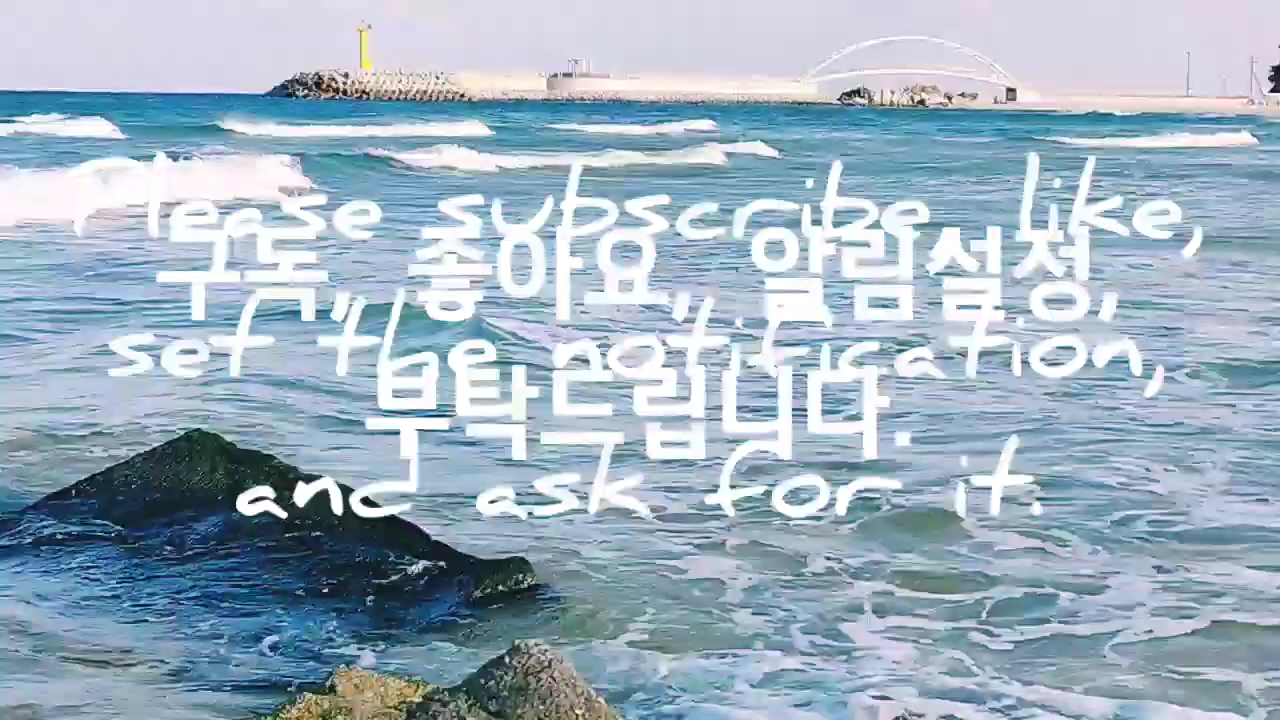 Please subscribe like,
구독, 좋아요, 알림설정,
set the notification,
부탁드립니다.
and ask for it.